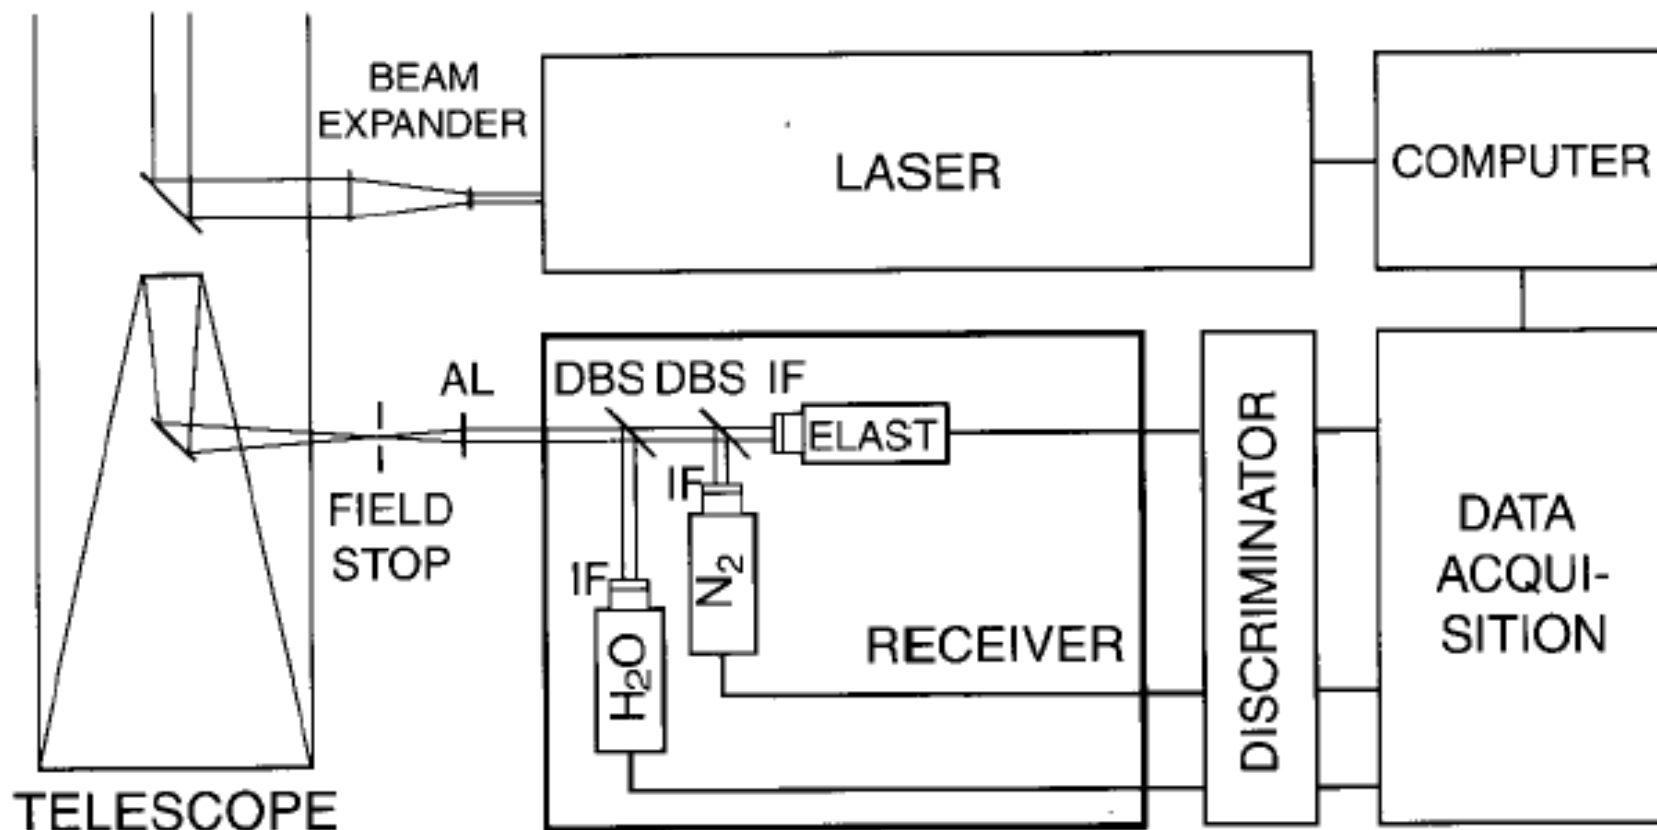 BEAM
EXPANDER
LASER
COMPUTER
AL
DBS
DBS
IF
ELAST
FIELD
STOP
IF
N2
IF
H2O
RECEIVER
DISCRIMINATOR
DATA
ACQUI-
SITION
TELESCOPE